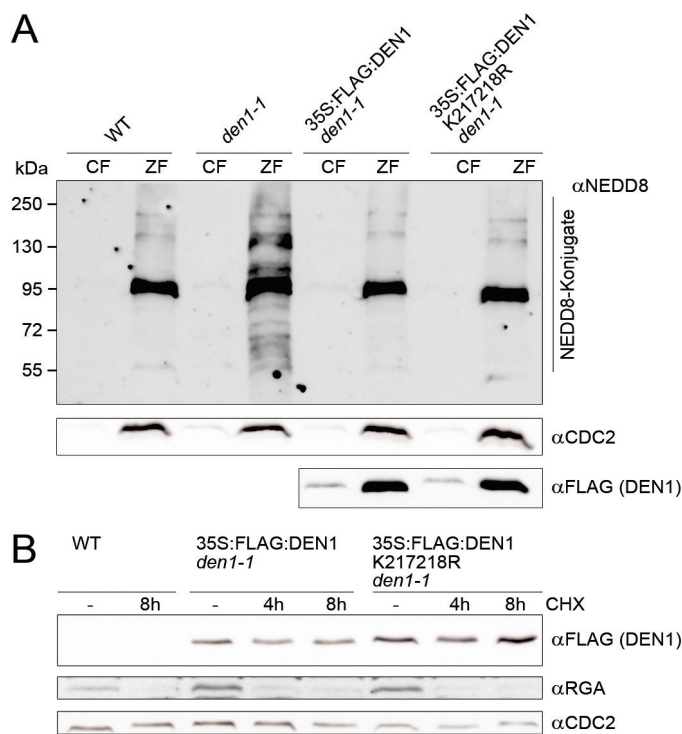 A
WT
den1-1
35S:FLAG:DEN1
den1-1
35S:FLAG:DEN1
K217218R
den1-1
kDa
CF ZF CF ZF CF ZF CF ZF
αNEDD8
250
130
95
72
55
NEDD8-Konjugate
αCDC2
αFLAG (DEN1)
B
WT
35S:FLAG:DEN1
den1-1
35S:FLAG:DEN1
K217218R
den1-1
- 8h - 4h 8h - 4h 8h CHX
αFLAG (DEN1)
αRGA
αCDC2